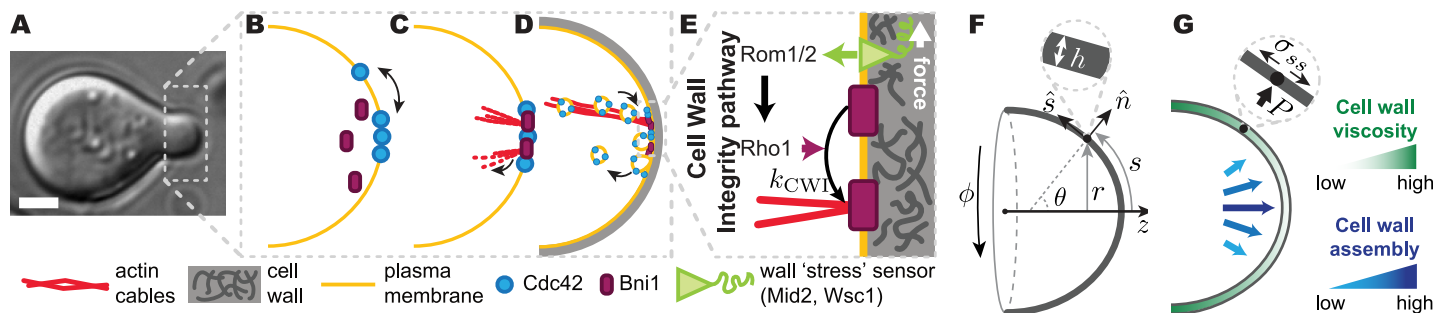 A
B
C
D
E
F
G
Rom1/2
Cell Wall
Integrity pathway
Rho1
k_CWI
force
h
ŝ
n̂
s
r
θ
ϕ
z
σ_ss
P
Cell wall
viscosity
low high
Cell wall
assembly
low high
actin
cables
cell
wall
plasma
membrane
Cdc42
Bni1
wall 'stress' sensor
(Mid2, Wsc1)